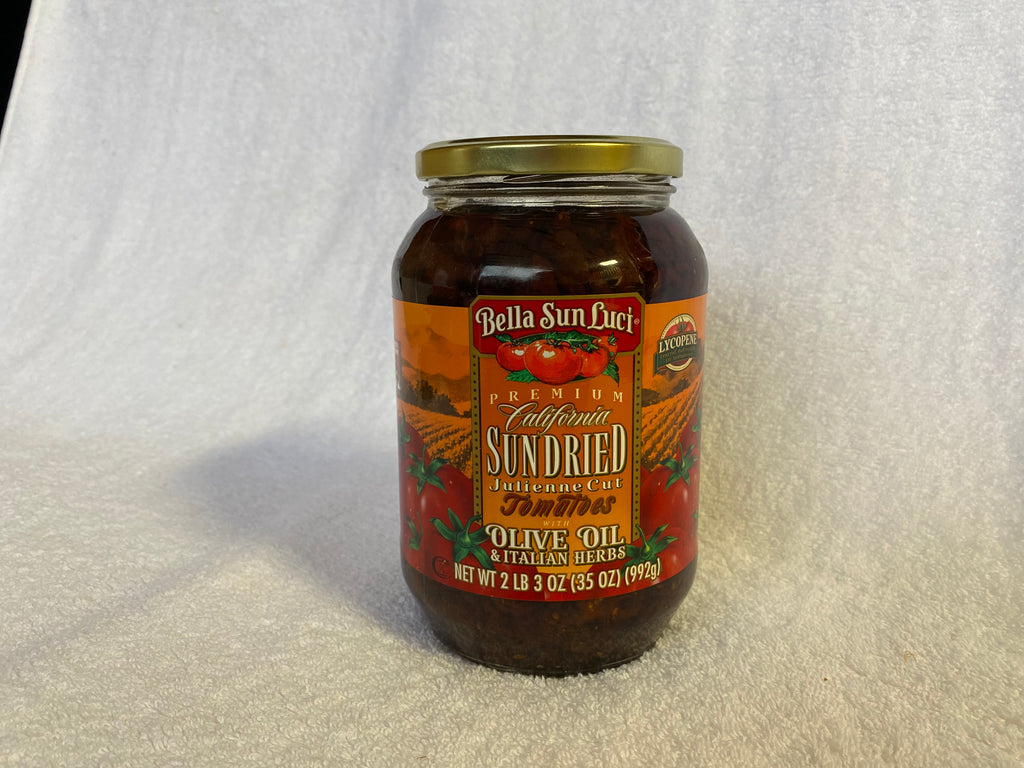 Bella Sun Luci®
LYCOPENE
PREMIUM
California
SUNDRIED
Julienne Cut
Tomatoes
WITH
OLIVE OIL
& ITALIAN HERBS
NET WT 2 LB 3 OZ (35 OZ) (992g)